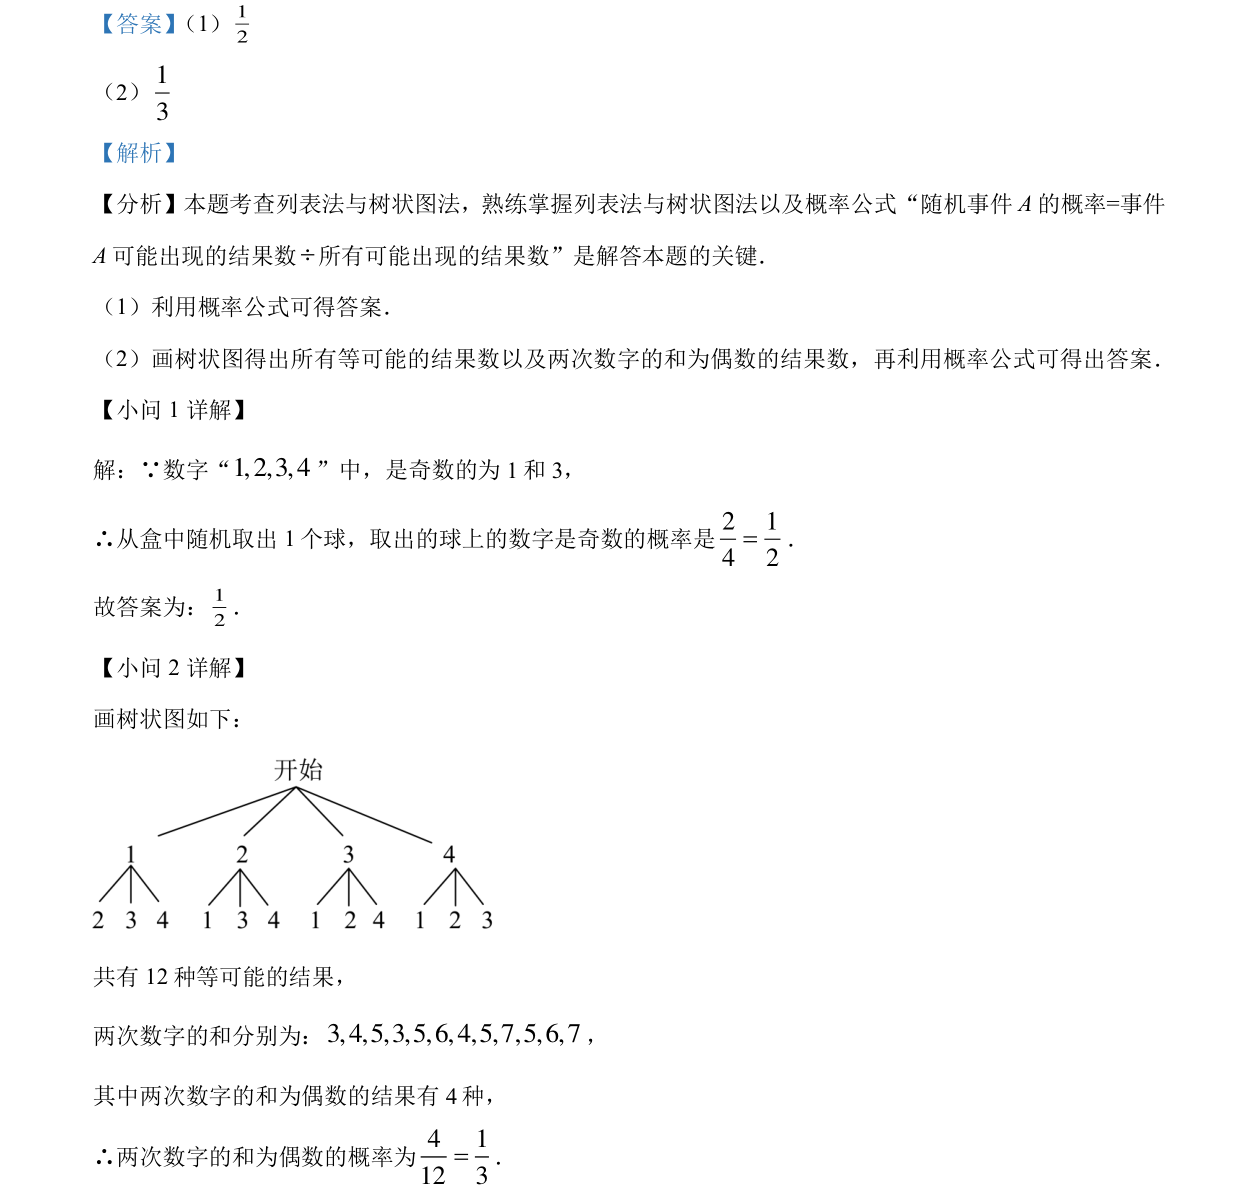 【答案】（1）1/2
（2）1/3
【解析】
【分析】本题考查列表法与树状图法，熟练掌握列表法与树状图法以及概率公式“随机事件 A 的概率=事件
A 可能出现的结果数÷所有可能出现的结果数”是解答本题的关键．
（1）利用概率公式可得答案．
（2）画树状图得出所有等可能的结果数以及两次数字的和为偶数的结果数，再利用概率公式可得出答案．
【小问 1 详解】
解：∵数字“1,2,3,4”中，是奇数的为 1 和 3，
∴从盒中随机取出 1 个球，取出的球上的数字是奇数的概率是 2/4 = 1/2．
故答案为：1/2．
【小问 2 详解】
画树状图如下：
开始
1 2 3 4
2 3 4 1 3 4 1 2 4 1 2 3
共有 12 种等可能的结果，
两次数字的和分别为：3,4,5,3,5,6,4,5,7,5,6,7，
其中两次数字的和为偶数的结果有 4 种，
∴两次数字的和为偶数的概率为 4/12 = 1/3．